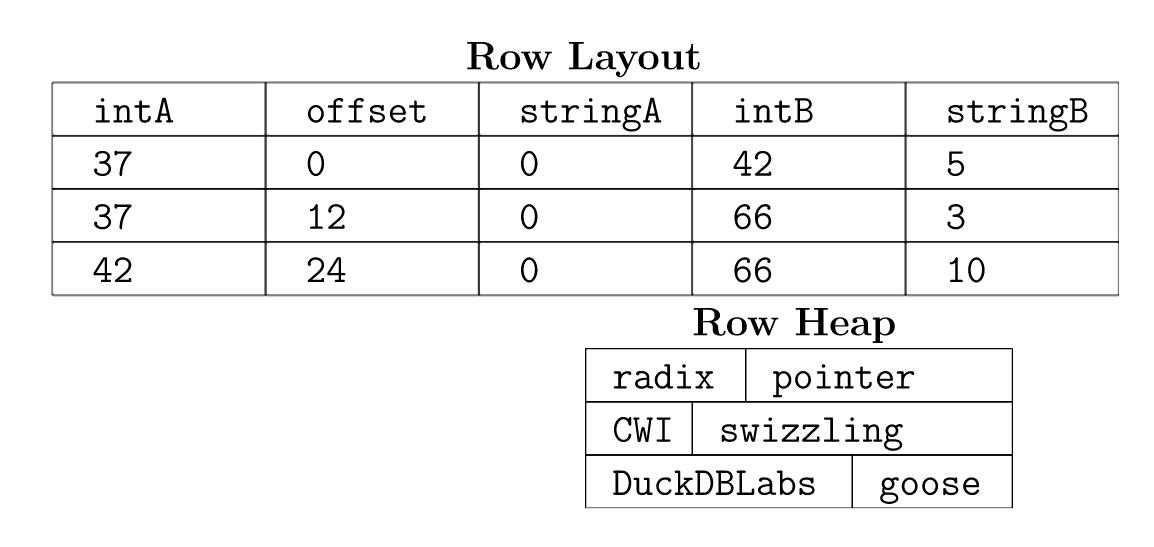 Row Layout
intA offset stringA intB stringB
37 0 0 42 5
37 12 0 66 3
42 24 0 66 10
Row Heap
radix pointer
CWI swizzling
DuckDBLabs goose